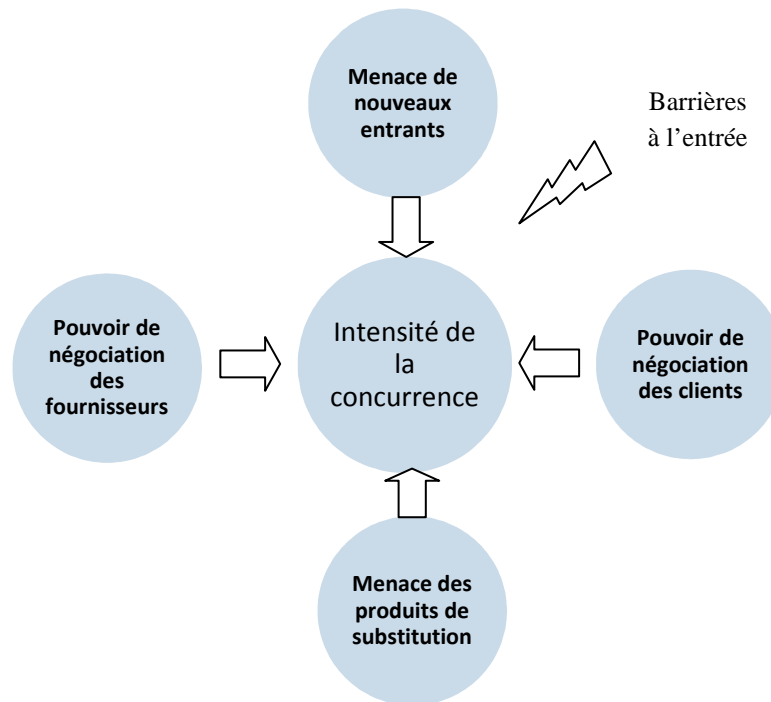 Menace de
nouveaux
entrants
Barrières
à l’entrée
Pouvoir de
négociation
des
fournisseurs
Intensité de
la
concurrence
Pouvoir de
négociation
des clients
Menace des
produits de
substitution